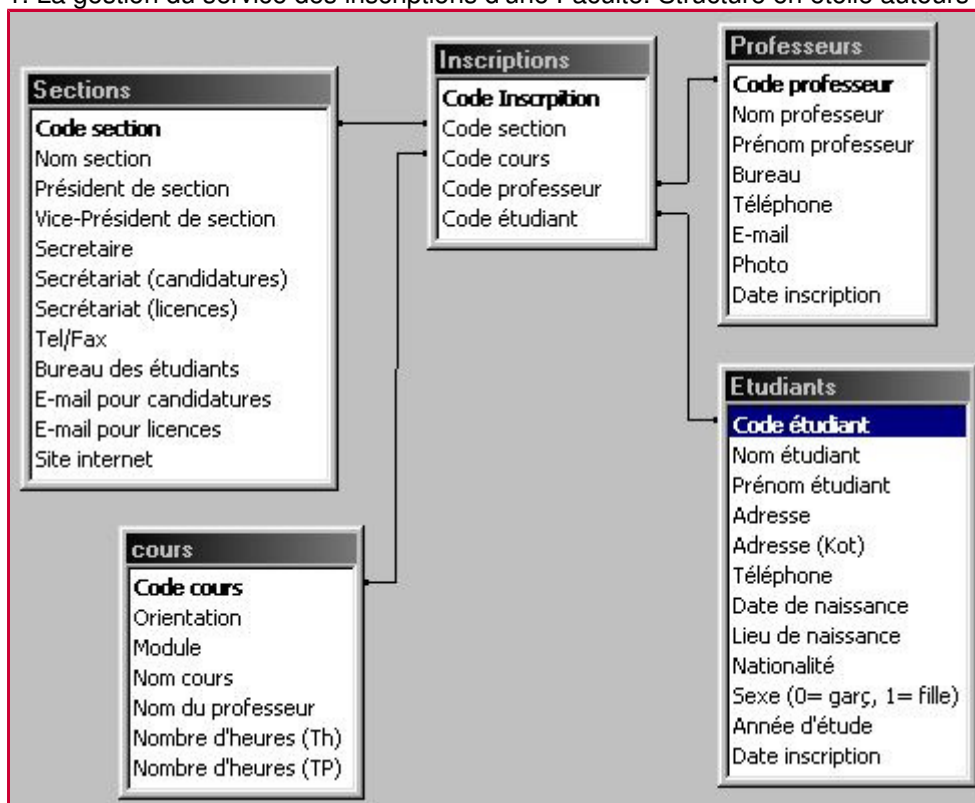 1. La gestion du service des inscriptions d'une Faculté. Structure en étoile auteurs
Sections
Code section
Nom section
Président de section
Vice-Président de section
Secretaire
Secrétariat (candidatures)
Secrétariat (licences)
Tel/Fax
Bureau des étudiants
E-mail pour candidatures
E-mail pour licences
Site internet
Inscriptions
Code Inscrpition
Code section
Code cours
Code professeur
Code étudiant
Professeurs
Code professeur
Nom professeur
Prénom professeur
Bureau
Téléphone
E-mail
Photo
Date inscription
cours
Code cours
Orientation
Module
Nom cours
Nom du professeur
Nombre d'heures (Th)
Nombre d'heures (TP)
Etudiants
Code étudiant
Nom étudiant
Prénom étudiant
Adresse
Adresse (Kot)
Téléphone
Date de naissance
Lieu de naissance
Nationalité
Sexe (0= garç, 1= fille)
Année d'étude
Date inscription